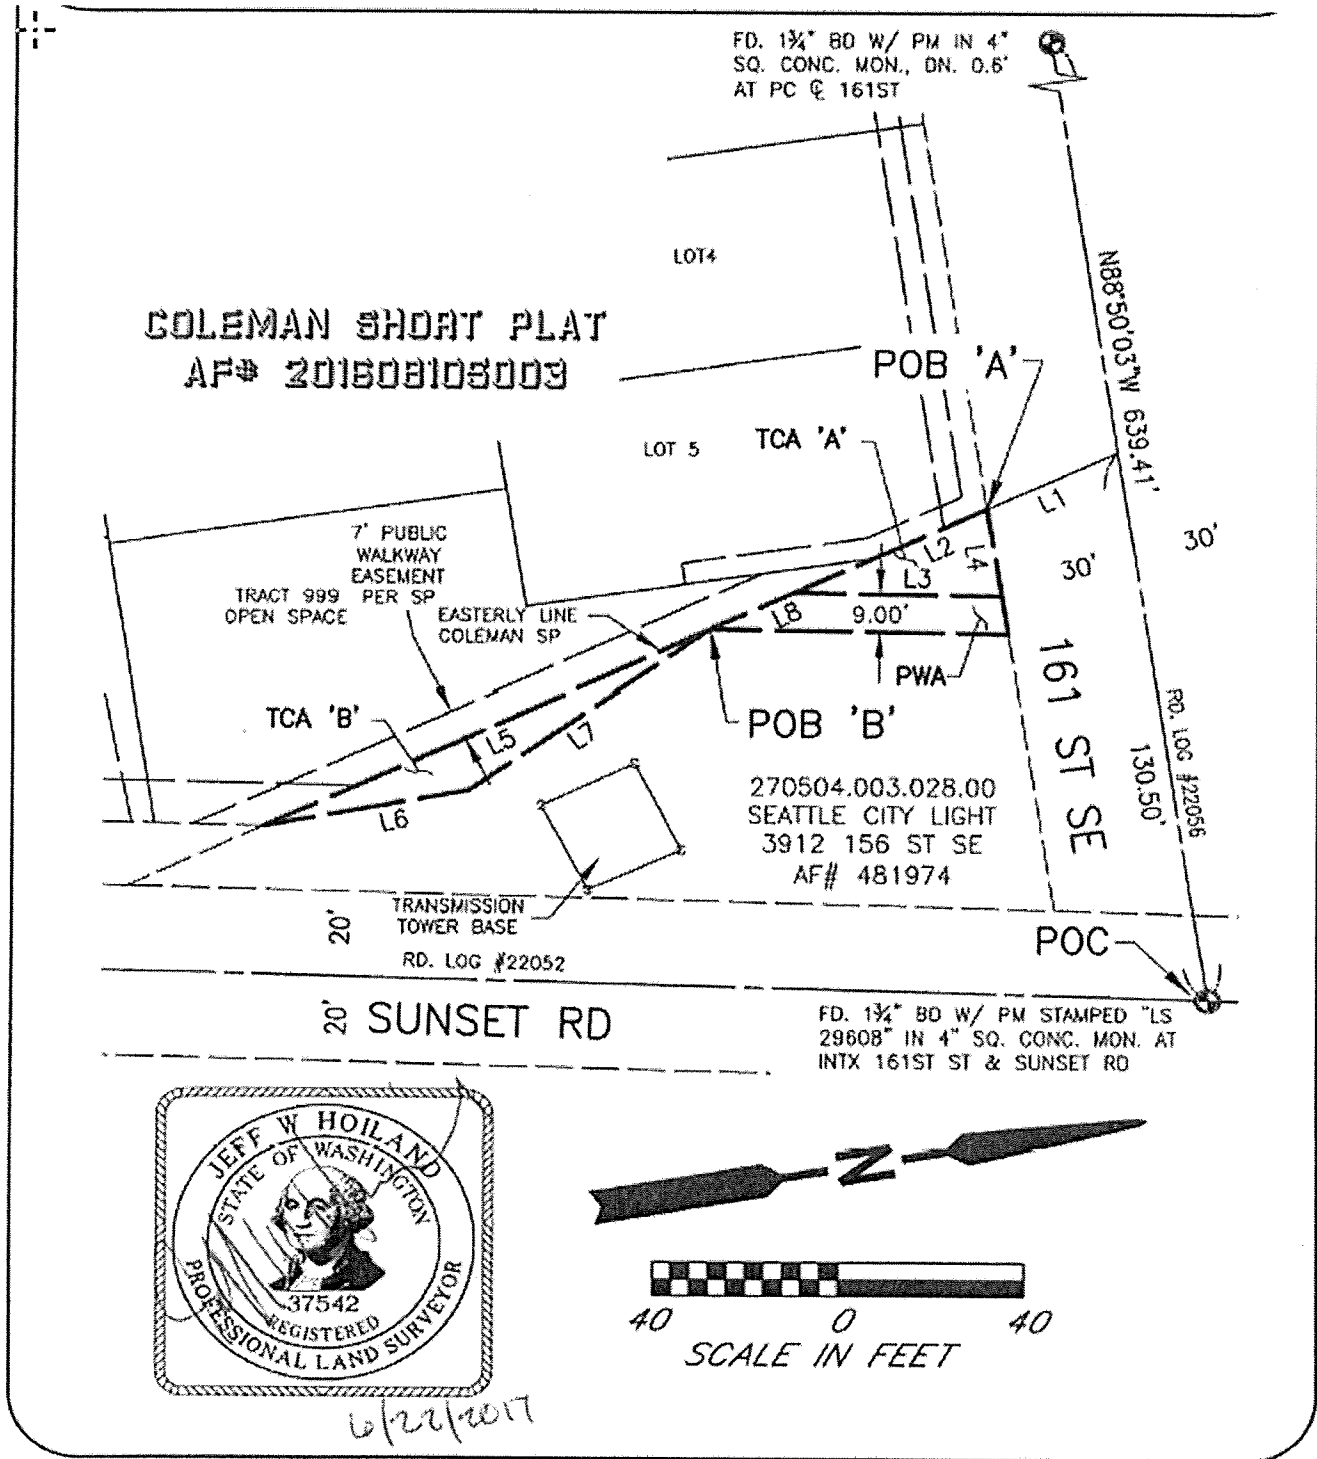 FD. 1¾" BD W/ PM IN 4"
SQ. CONC. MON., DN. 0.6'
AT PC ℄ 161ST
LOT4
N88°50'03"W 639.41'
COLEMAN SHORT PLAT
AF# 201608105003
POB 'A'
LOT 5
TCA 'A'
L1
30'
30'
L2
L4
L3
7' PUBLIC
WALKWAY
EASEMENT
PER SP
TRACT 999
OPEN SPACE
EASTERLY LINE
COLEMAN SP
L8
9.00'
PWA
161 ST SE
TCA 'B'
L5
L7
POB 'B'
RD. LOG #22056
130.50'
L6
270504.003.028.00
SEATTLE CITY LIGHT
3912 156 ST SE
AF# 481974
TRANSMISSION
TOWER BASE
20'
RD. LOG #22052
POC
20'
SUNSET RD
FD. 1¾" BD W/ PM STAMPED "LS
29608" IN 4" SQ. CONC. MON. AT
INTX 161ST ST & SUNSET RD
JEFF W HOILAND
STATE OF WASHINGTON
37542
REGISTERED
PROFESSIONAL LAND SURVEYOR
6/22/2017
N
40 0 40
SCALE IN FEET